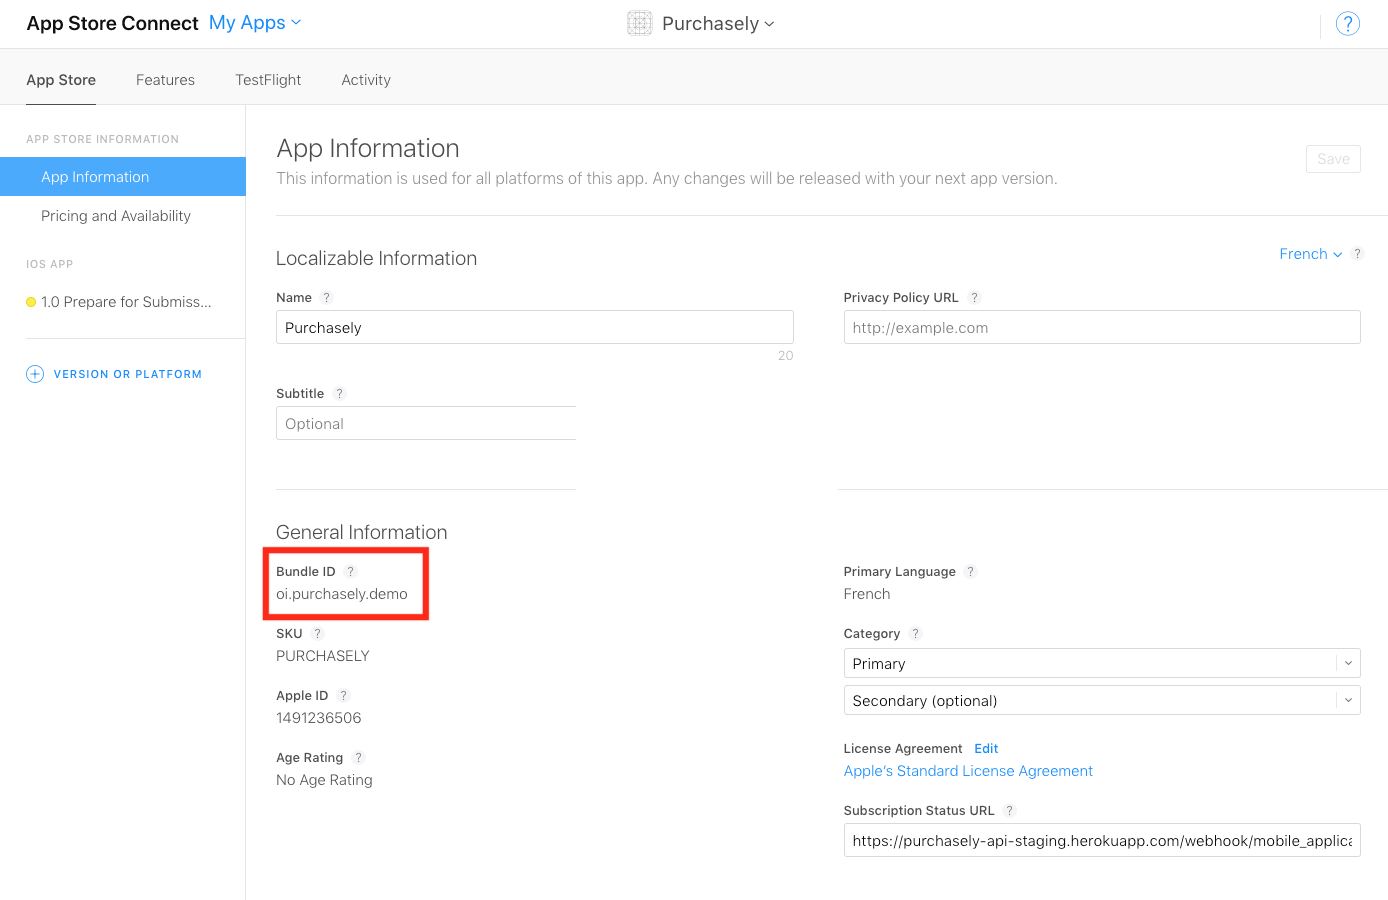 App Store Connect My Apps
Purchasely
?
App Store Features TestFlight Activity
APP STORE INFORMATION
App Information
Pricing and Availability
IOS APP
1.0 Prepare for Submiss...
VERSION OR PLATFORM
App Information
Save
This information is used for all platforms of this app. Any changes will be released with your next app version.
Localizable Information
French ?
Name ?
Purchasely
20
Privacy Policy URL ?
http://example.com
Subtitle ?
Optional
General Information
Bundle ID ?
oi.purchasely.demo
SKU ?
PURCHASELY
Apple ID ?
1491236506
Age Rating ?
No Age Rating
Primary Language ?
French
Category ?
Primary
Secondary (optional)
License Agreement Edit
Apple's Standard License Agreement
Subscription Status URL ?
https://purchasely-api-staging.herokuapp.com/webhook/mobile_applica